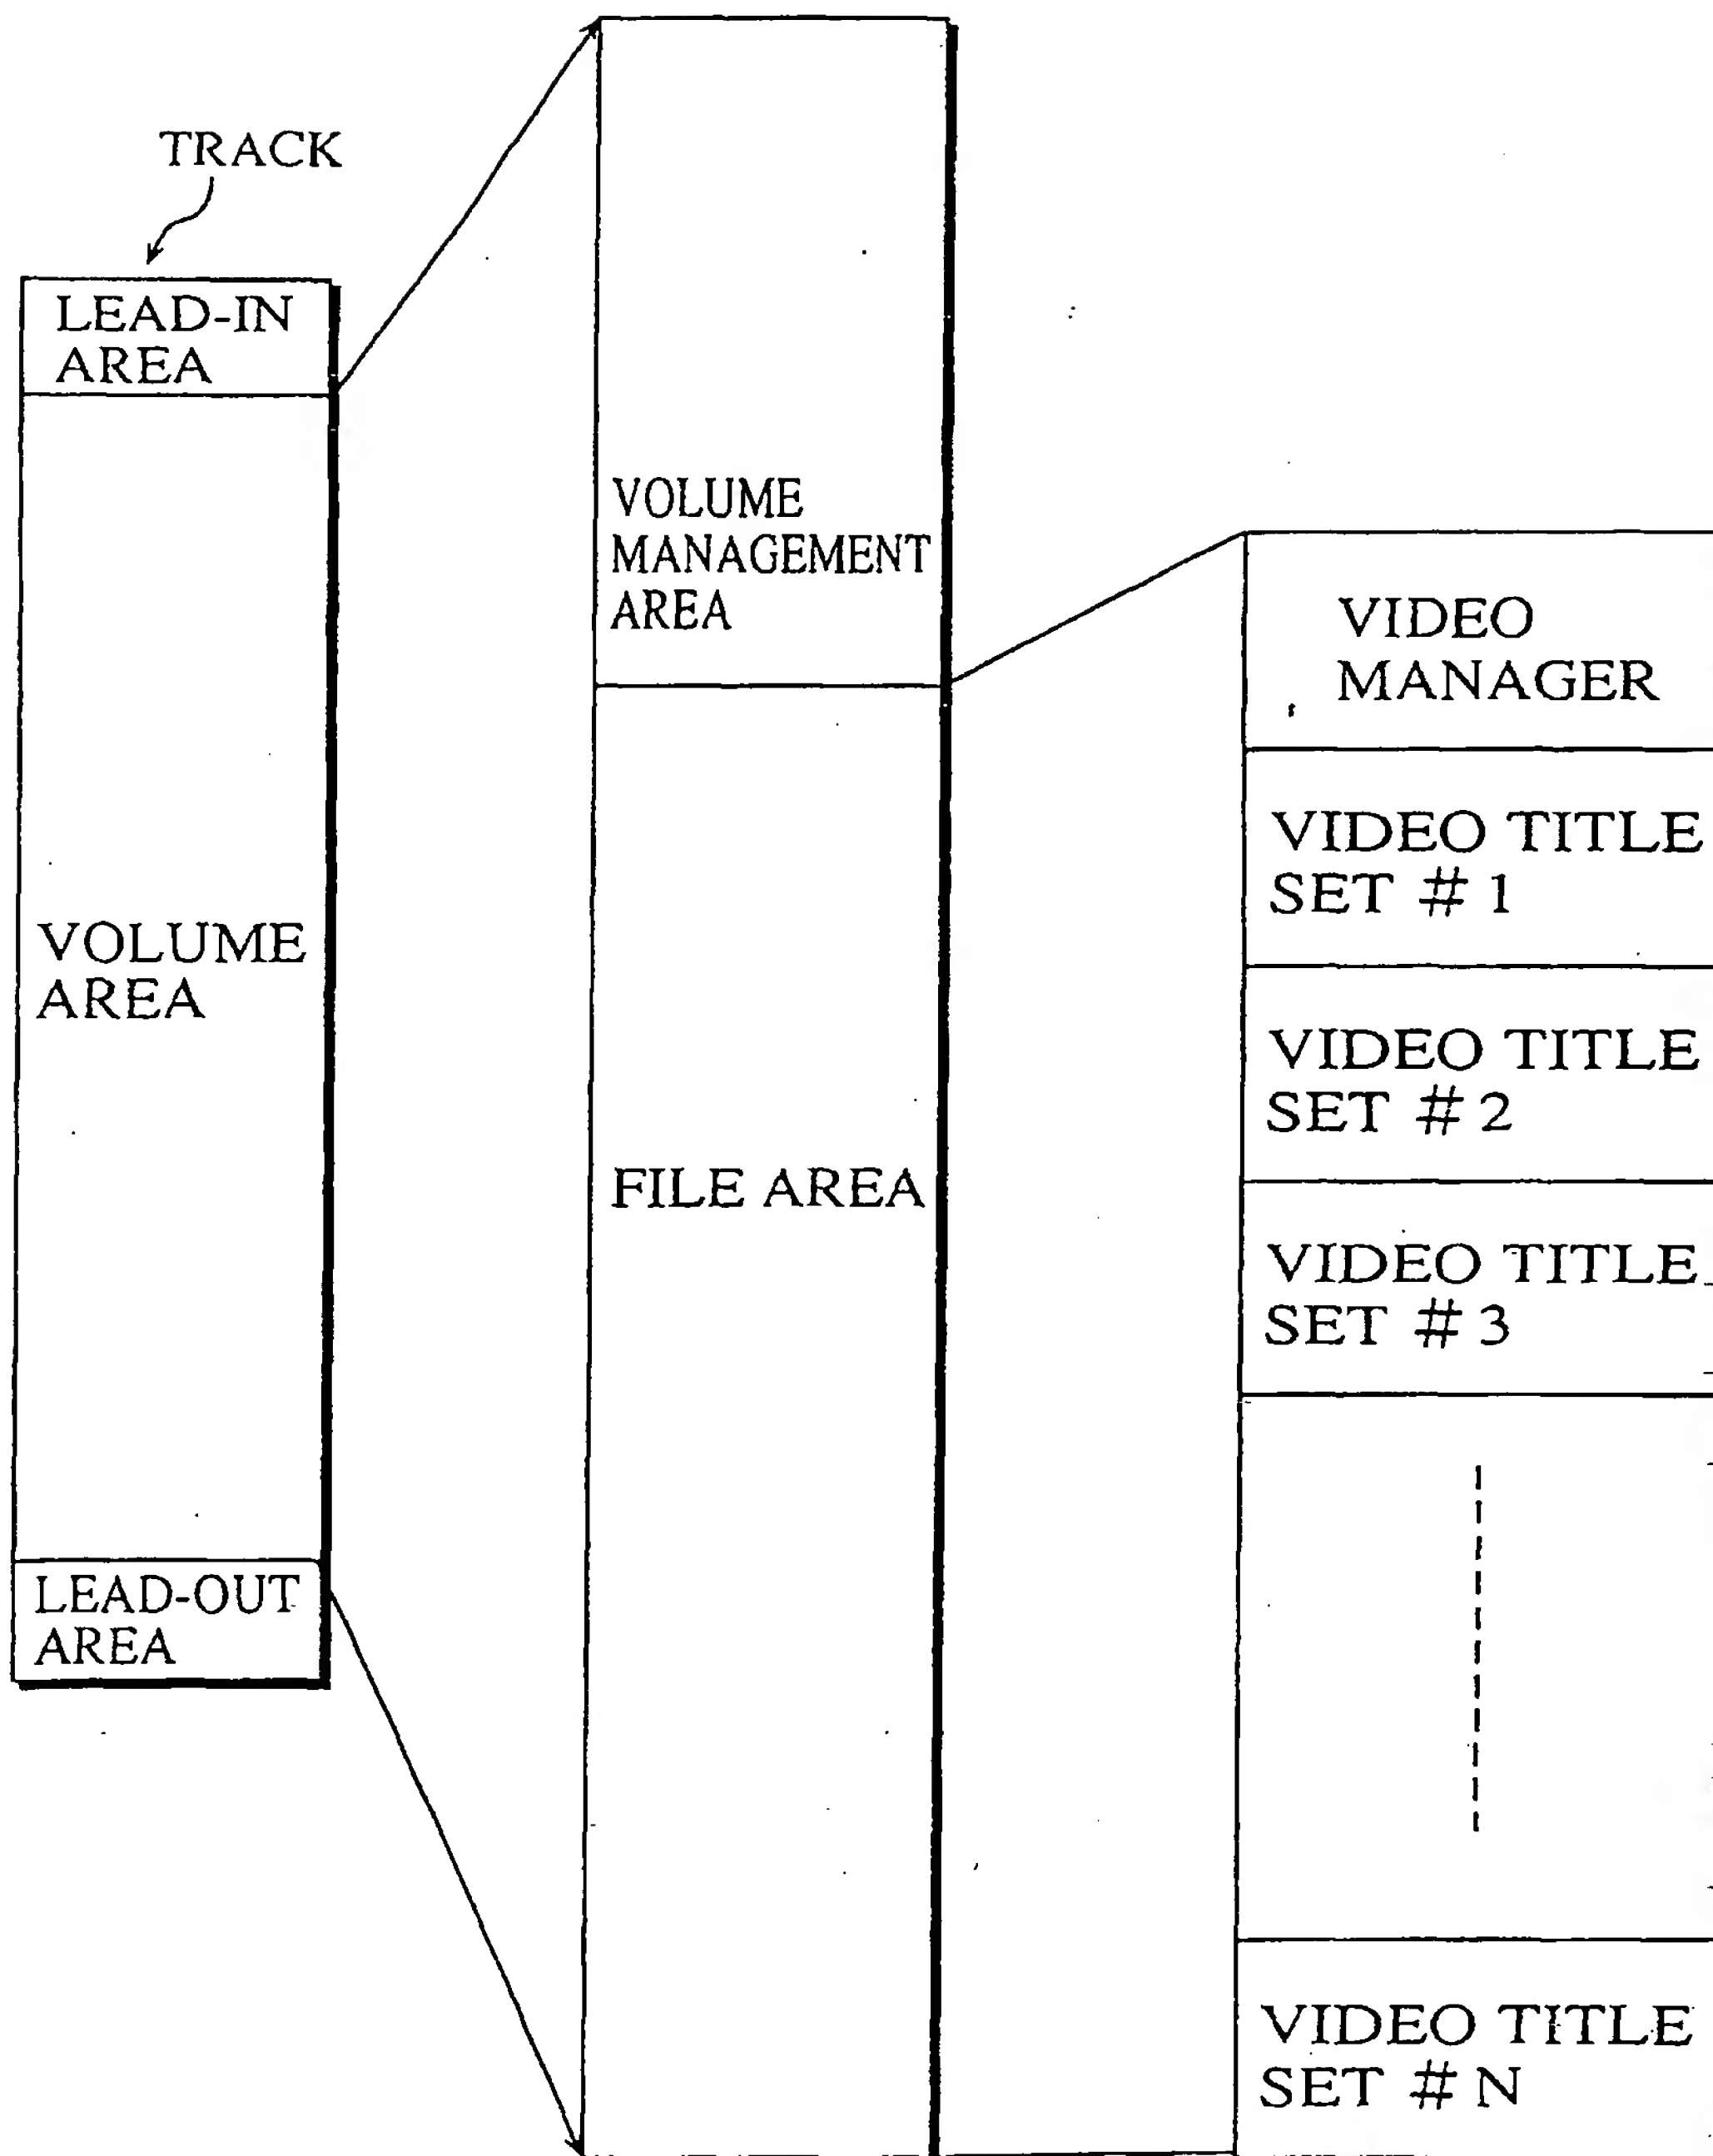 TRACK
LEAD-IN
AREA
VOLUME
AREA
LEAD-OUT
AREA
VOLUME
MANAGEMENT
AREA
FILE AREA
VIDEO
MANAGER
VIDEO TITLE
SET #1
VIDEO TITLE
SET #2
VIDEO TITLE
SET #3
VIDEO TITLE
SET #N